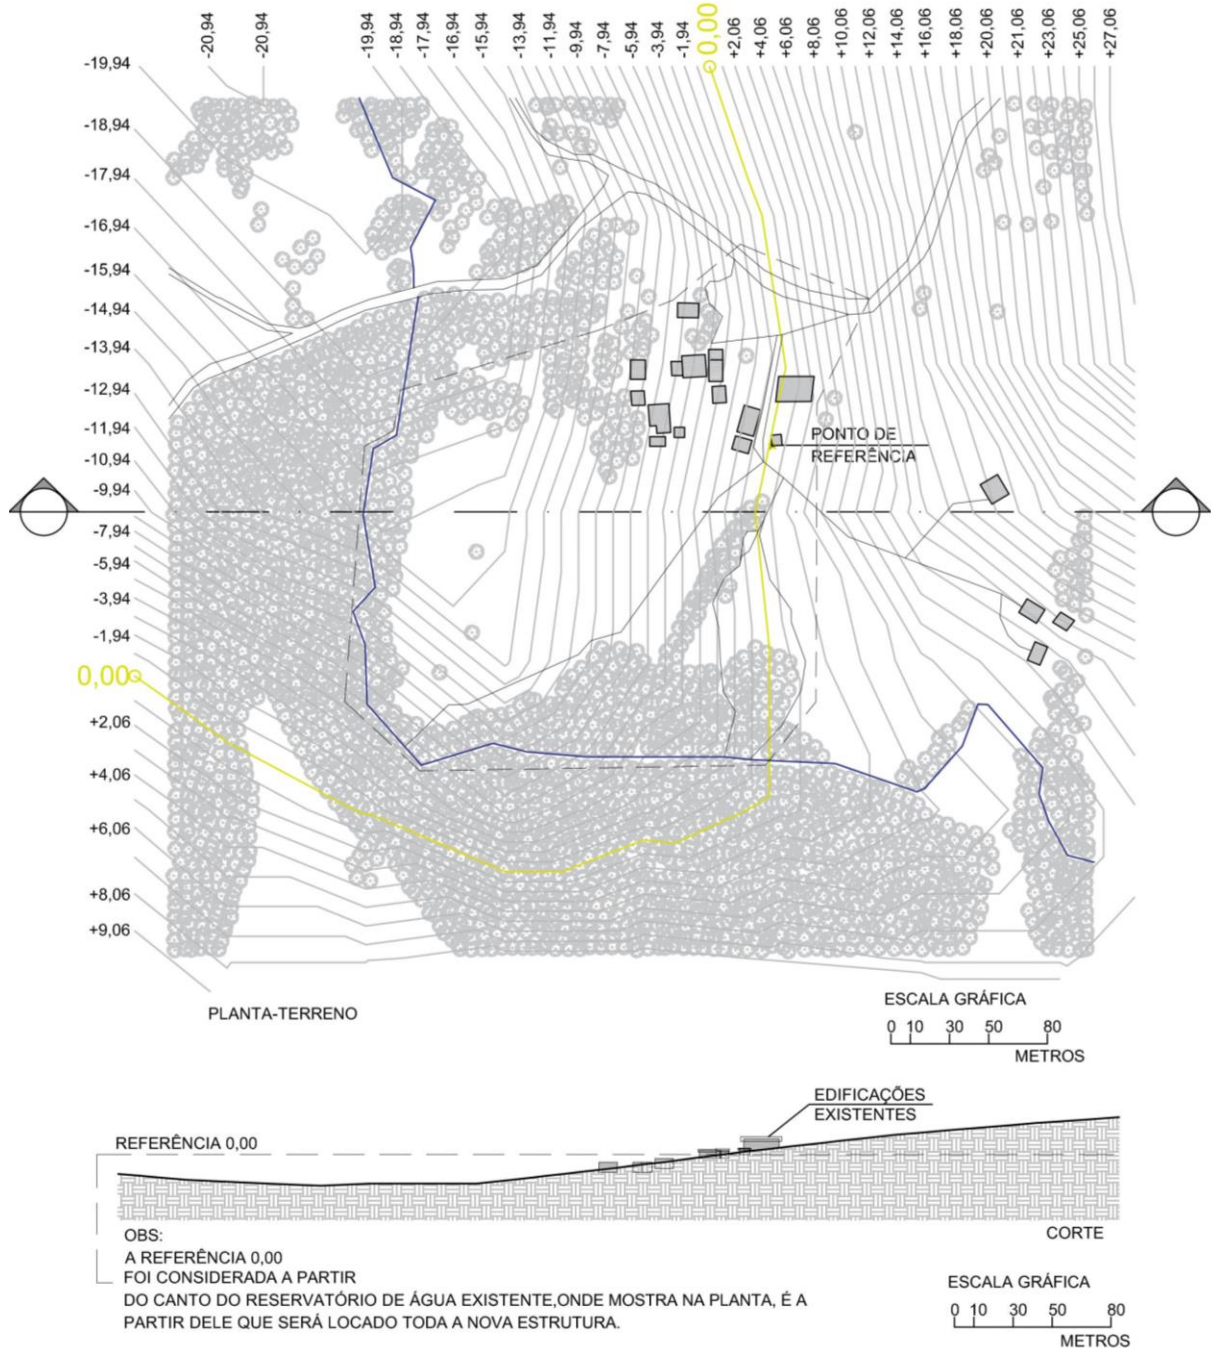 -20,94
-20,94
-19,94
-18,94
-17,94
-16,94
-15,94
-13,94
-11,94
-9,94
-7,94
-5,94
-3,94
-1,94
0,00
+2,06
+4,06
+6,06
+8,06
+10,06
+12,06
+14,06
+16,06
+18,06
+20,06
+21,06
+23,06
+25,06
+27,06
-19,94
-18,94
-17,94
-16,94
-15,94
-14,94
-13,94
-12,94
-11,94
-10,94
-9,94
-7,94
-5,94
-3,94
-1,94
0,00
+2,06
+4,06
+6,06
+8,06
+9,06
PONTO DE
REFERÊNCIA
PLANTA-TERRENO
ESCALA GRÁFICA
0 10 30 50 80
METROS
EDIFICAÇÕES
EXISTENTES
REFERÊNCIA 0,00
CORTE
OBS:
A REFERÊNCIA 0,00
FOI CONSIDERADA A PARTIR
DO CANTO DO RESERVATÓRIO DE ÁGUA EXISTENTE,ONDE MOSTRA NA PLANTA, É A
PARTIR DELE QUE SERÁ LOCADO TODA A NOVA ESTRUTURA.
ESCALA GRÁFICA
0 10 30 50 80
METROS